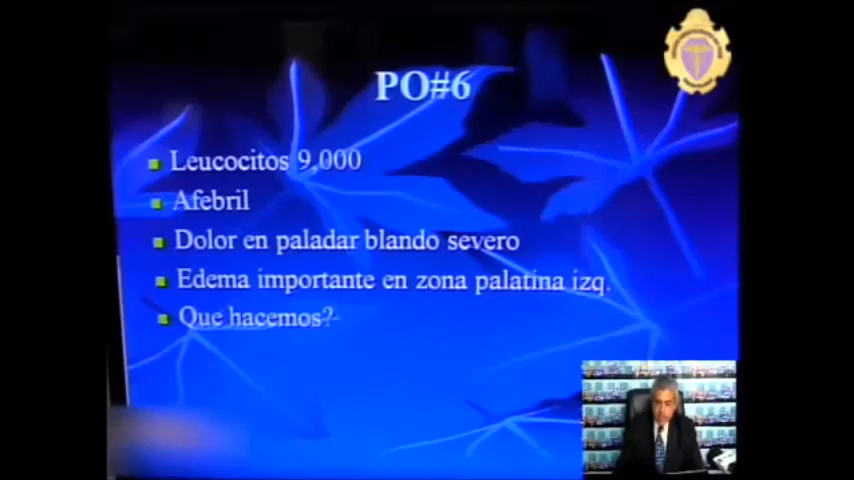 PO#6
Leucocitos 9,000
Afebril
Dolor en paladar blando severo
Edema importante en zona palatina izq.
Que hacemos?